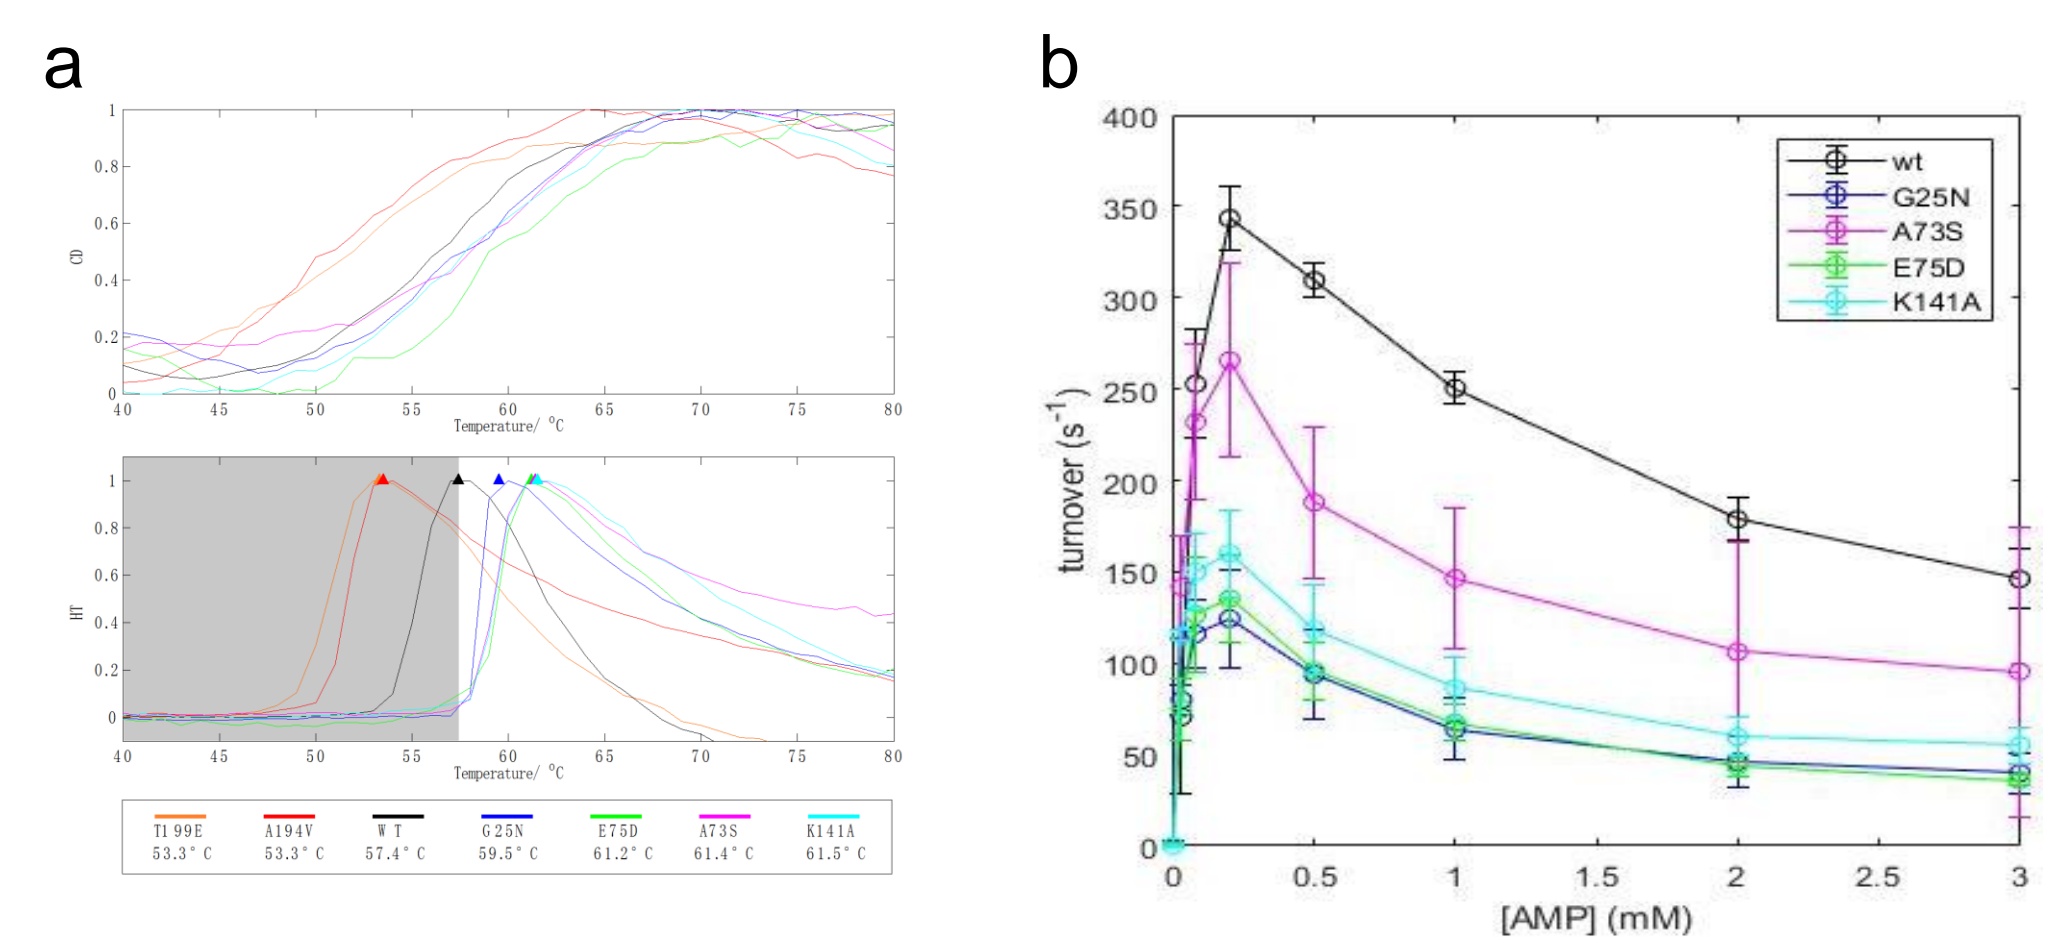 a
1
0.8
0.6
0.4
0.2
0
CD
40 45 50 55 60 65 70 75 80
Temperature/ °C
1
0.8
0.6
0.4
0.2
0
HT
40 45 50 55 60 65 70 75 80
Temperature/ °C
T199E A194V WT G25N E75D A73S K141A
53.3°C 53.3°C 57.4°C 59.5°C 61.2°C 61.4°C 61.5°C
b
400
350
300
250
200
150
100
50
0
turnover (s⁻¹)
wt
G25N
A73S
E75D
K141A
0 0.5 1 1.5 2 2.5 3
[AMP] (mM)